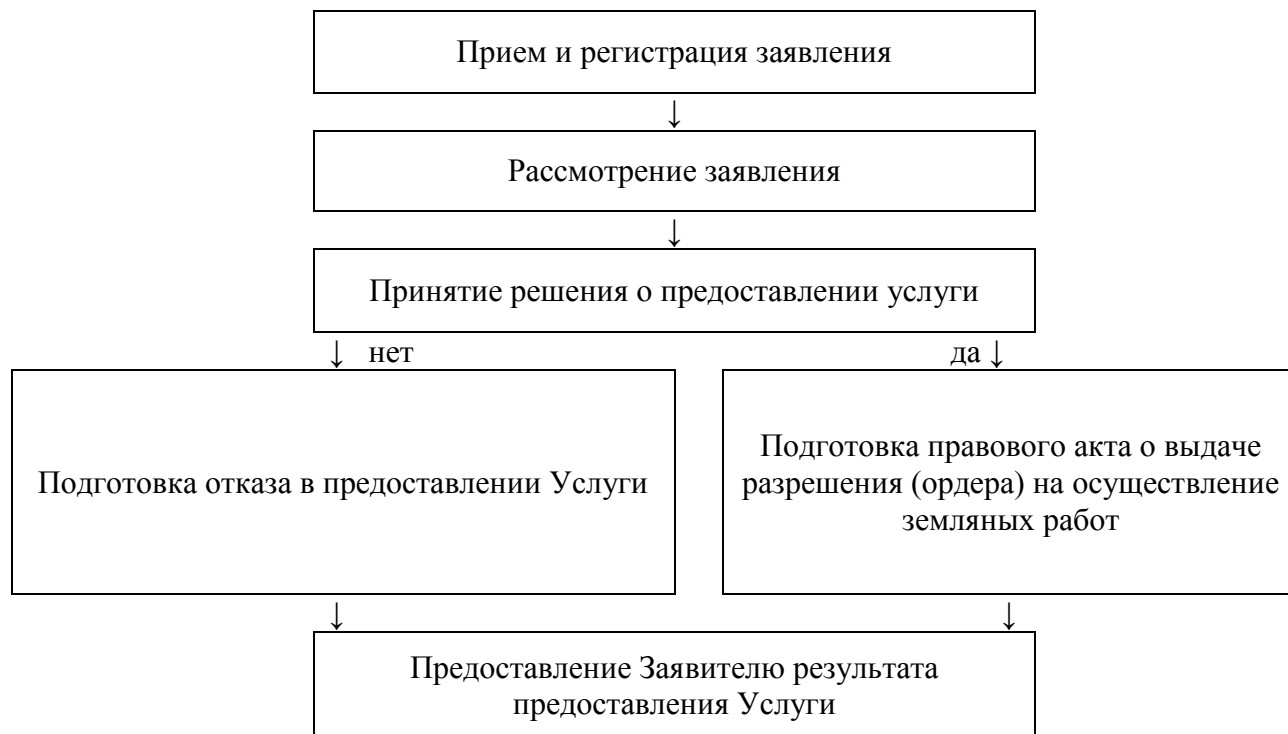 Прием и регистрация заявления
↓
Рассмотрение заявления
↓
Принятие решения о предоставлении услуги
↓ нет
да ↓
Подготовка отказа в предоставлении Услуги
Подготовка правового акта о выдаче
разрешения (ордера) на осуществление
земляных работ
↓ ↓
Предоставление Заявителю результата
предоставления Услуги